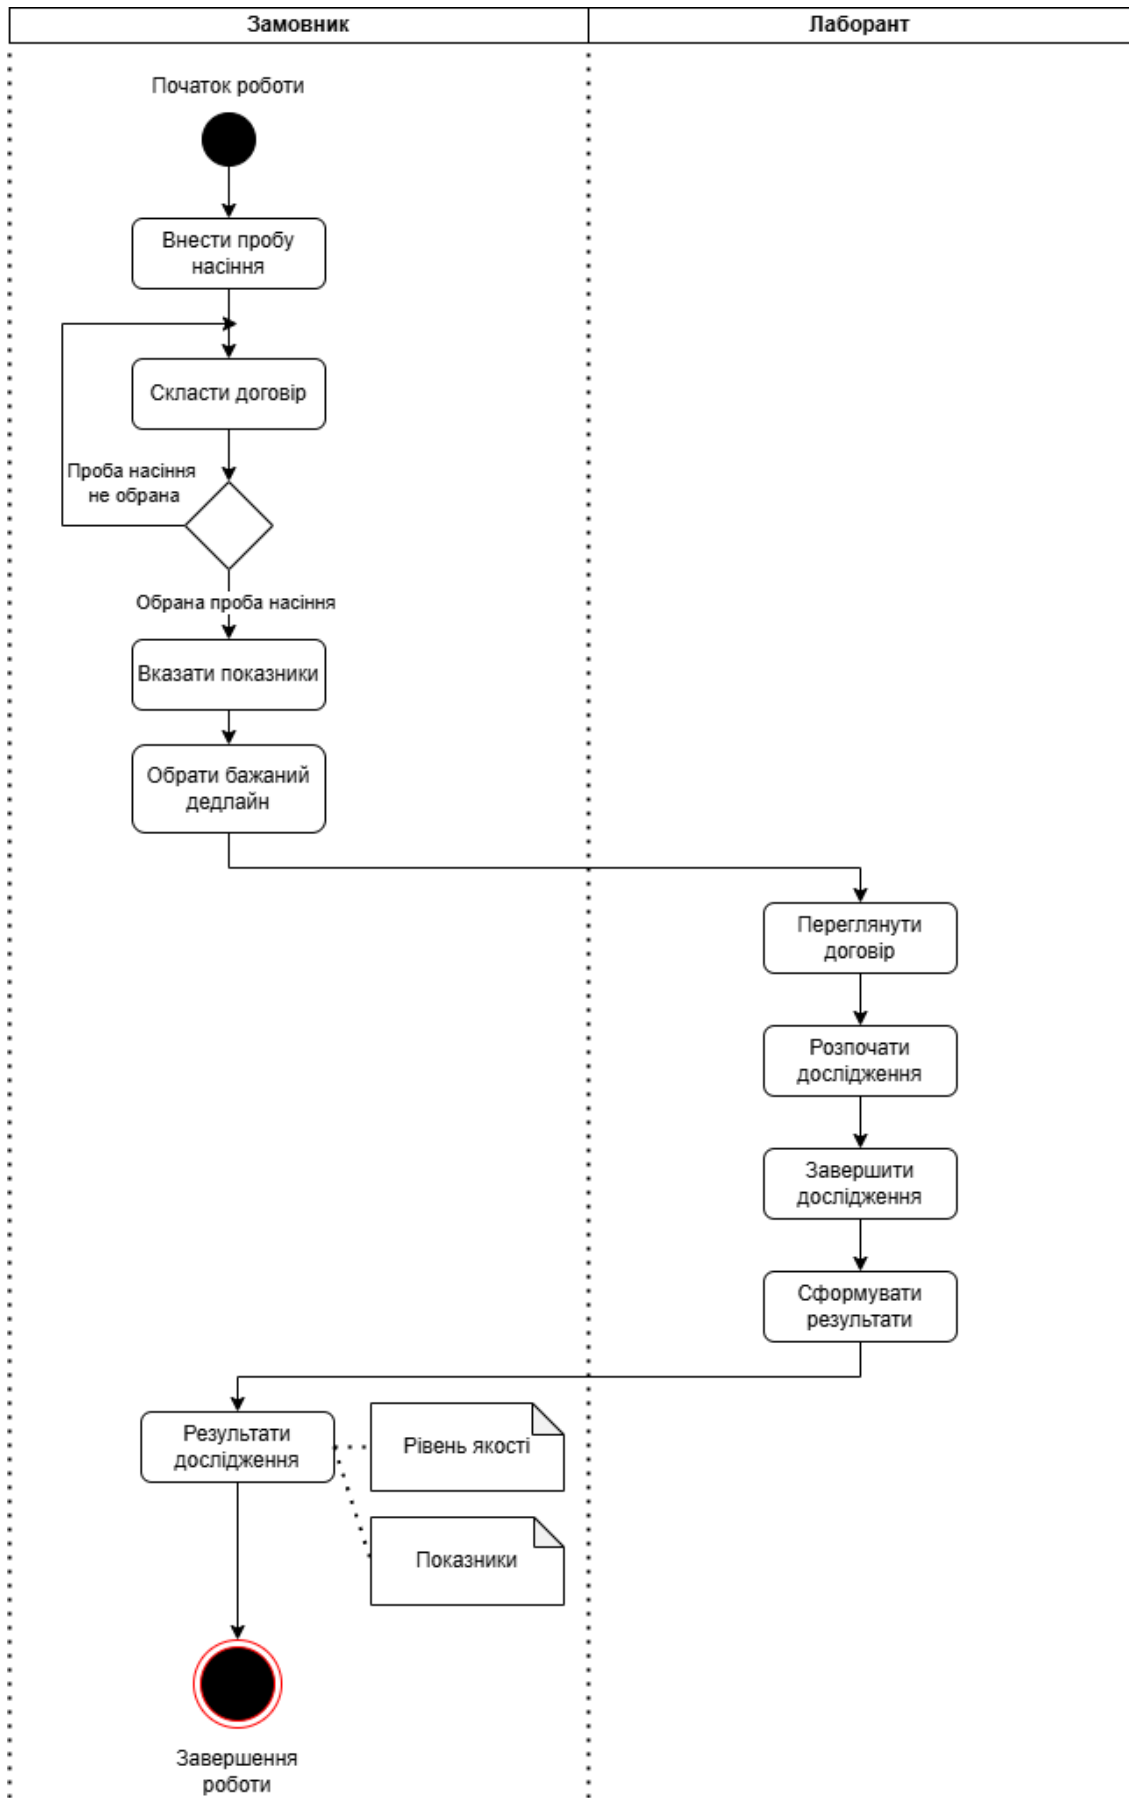 Замовник
Лаборант
Початок роботи
Внести пробу
насіння
Скласти договір
Проба насіння
не обрана
Обрана проба насіння
Вказати показники
Обрати бажаний
дедлайн
Переглянути
договір
Розпочати
дослідження
Завершити
дослідження
Сформувати
результати
Результати
дослідження
Рівень якості
Показники
Завершення
роботи